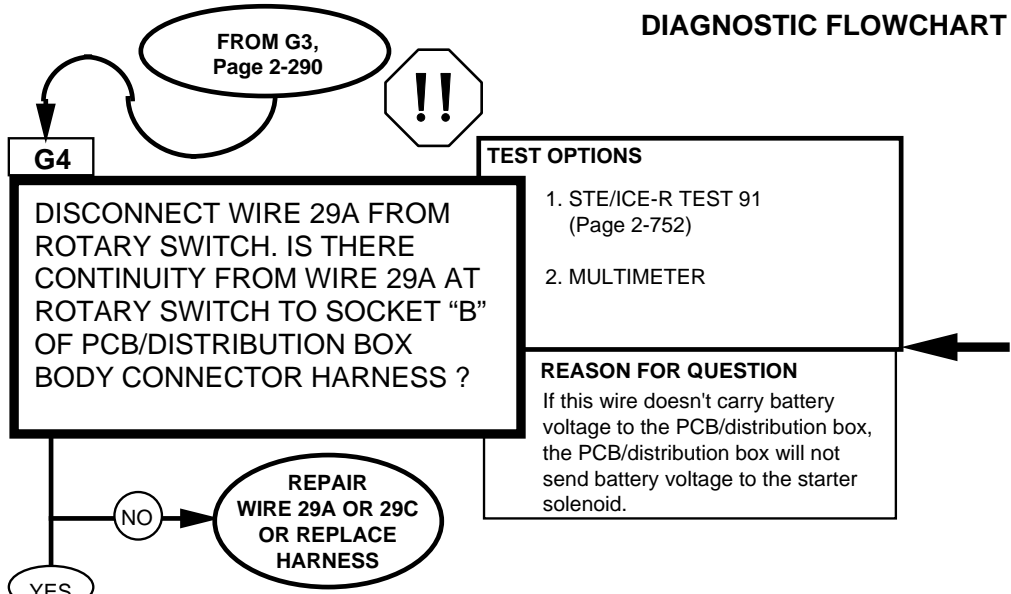 DIAGNOSTIC FLOWCHART
FROM G3,
Page 2-290
!!
G4
DISCONNECT WIRE 29A FROM
ROTARY SWITCH. IS THERE
CONTINUITY FROM WIRE 29A AT
ROTARY SWITCH TO SOCKET “B”
OF PCB/DISTRIBUTION BOX
BODY CONNECTOR HARNESS ?
TEST OPTIONS
1. STE/ICE-R TEST 91
(Page 2-752)
2. MULTIMETER
REASON FOR QUESTION
If this wire doesn't carry battery
voltage to the PCB/distribution box,
the PCB/distribution box will not
send battery voltage to the starter
solenoid.
NO
REPAIR
WIRE 29A OR 29C
OR REPLACE
HARNESS
YES